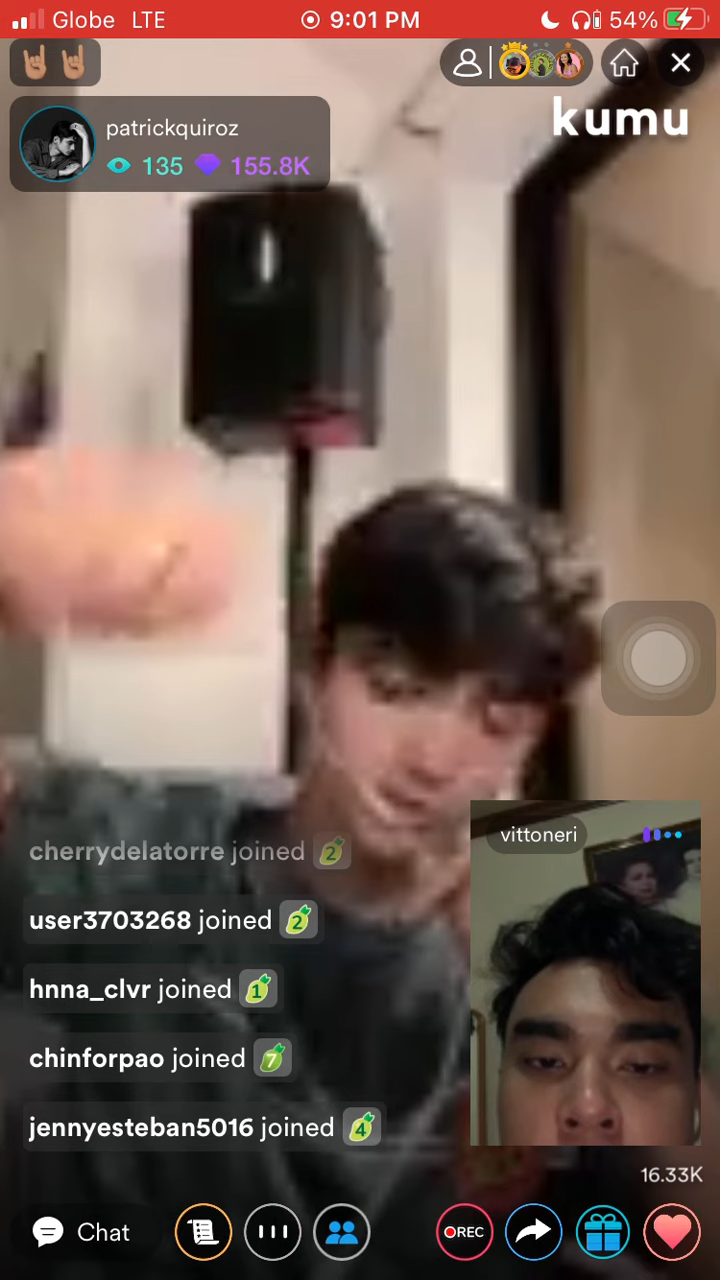 Globe LTE 9:01 PM 54%
kumu
patrickquiroz
135 155.8K
vittoneri
cherrydelatorre joined 2
user3703268 joined 2
hnna_clvr joined 1
chinforpao joined 7
jennyesteban5016 joined 4
16.33K
Chat
REC